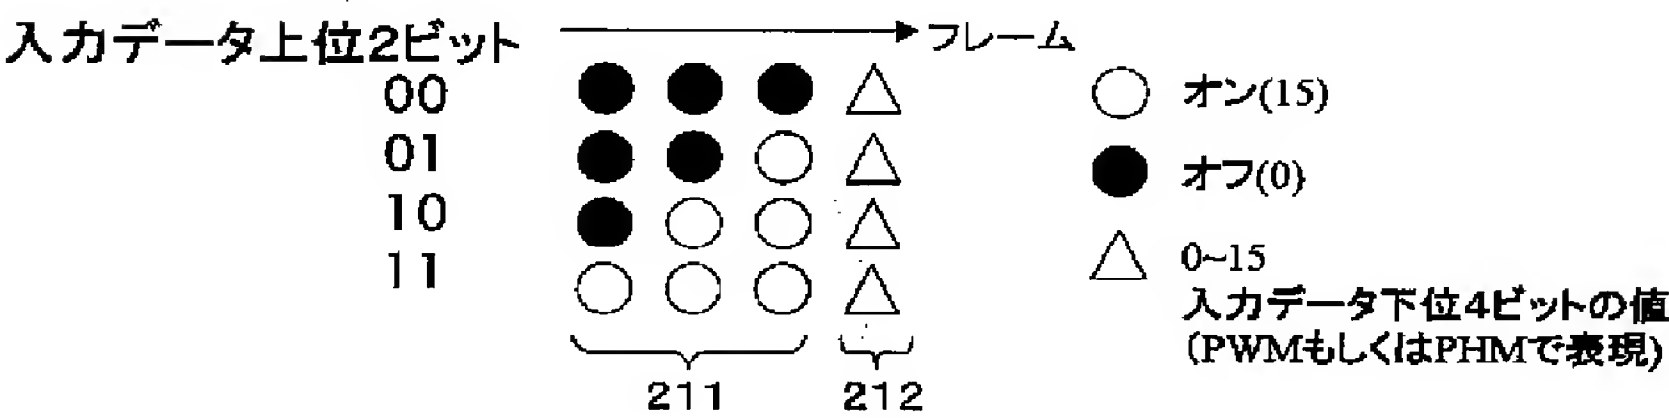 入力データ上位2ビット
フレーム
00
01
10
11
オン(15)
オフ(0)
0~15
入力データ下位4ビットの値
(PWMもしくはPHMで表現)
211
212